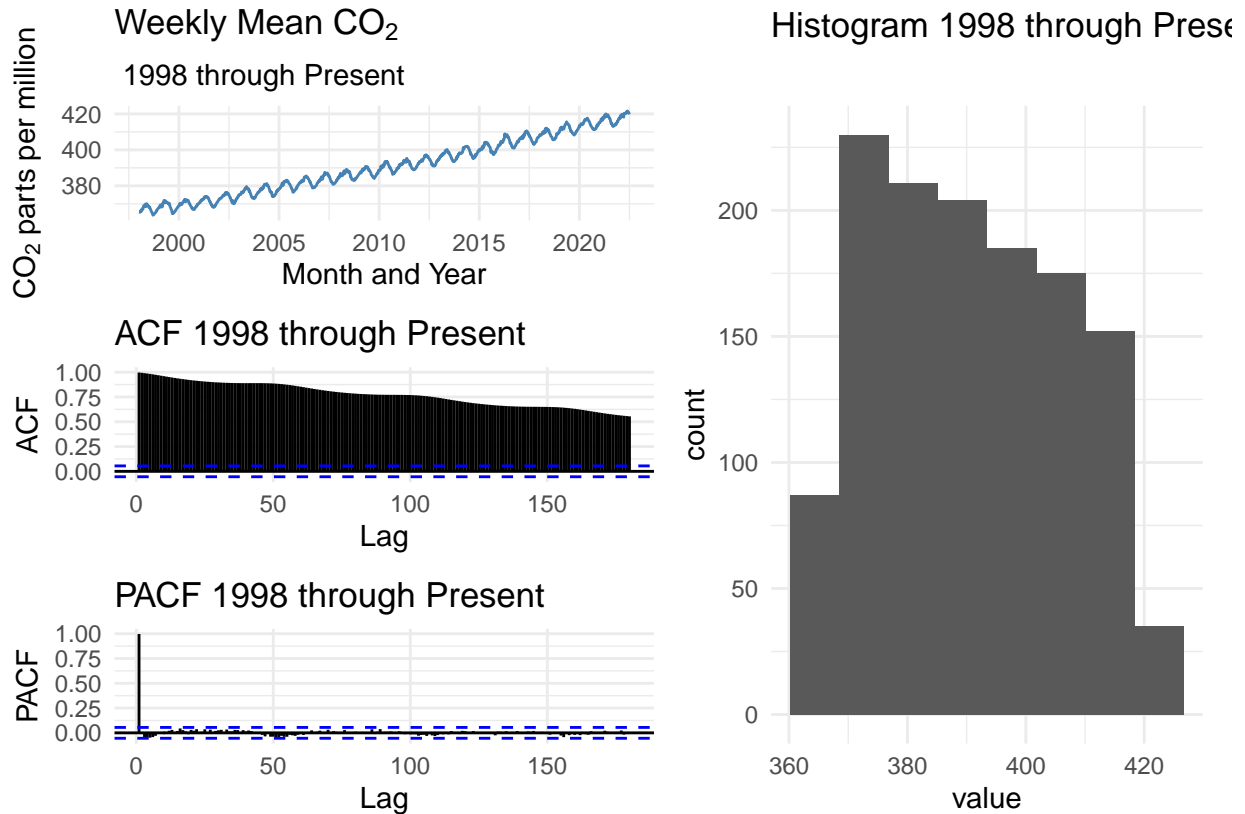 Weekly Mean CO₂
1998 through Present
CO₂ parts per million
420
400
380
2000 2005 2010 2015 2020
Month and Year
ACF 1998 through Present
ACF
1.00
0.75
0.50
0.25
0.00
0 50 100 150
Lag
PACF 1998 through Present
PACF
1.00
0.75
0.50
0.25
0.00
0 50 100 150
Lag
Histogram 1998 through Prese
count
200
150
100
50
0
360 380 400 420
value